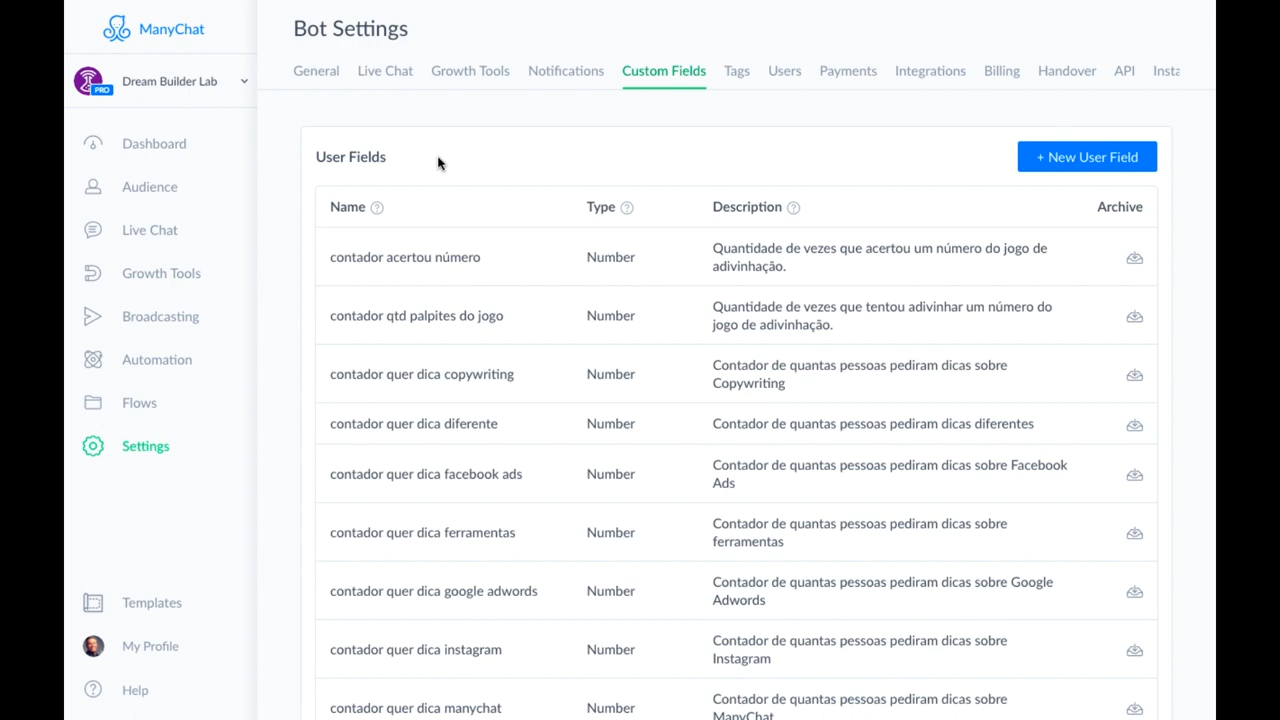 ManyChat
PRO
Dream Builder Lab
Dashboard
Audience
Live Chat
Growth Tools
Broadcasting
Automation
Flows
Settings
Templates
My Profile
Help
Bot Settings
General Live Chat Growth Tools Notifications Custom Fields Tags Users Payments Integrations Billing Handover API Insta
User Fields
+ New User Field
Name ? Type ? Description ? Archive
contador acertou número Number Quantidade de vezes que acertou um número do jogo de
adivinhação.
contador qtd palpites do jogo Number Quantidade de vezes que tentou adivinhar um número do
jogo de adivinhação.
contador quer dica copywriting Number Contador de quantas pessoas pediram dicas sobre
Copywriting
contador quer dica diferente Number Contador de quantas pessoas pediram dicas diferentes
contador quer dica facebook ads Number Contador de quantas pessoas pediram dicas sobre Facebook
Ads
contador quer dica ferramentas Number Contador de quantas pessoas pediram dicas sobre
ferramentas
contador quer dica google adwords Number Contador de quantas pessoas pediram dicas sobre Google
Adwords
contador quer dica instagram Number Contador de quantas pessoas pediram dicas sobre
Instagram
contador quer dica manychat Number Contador de quantas pessoas pediram dicas sobre
ManyChat